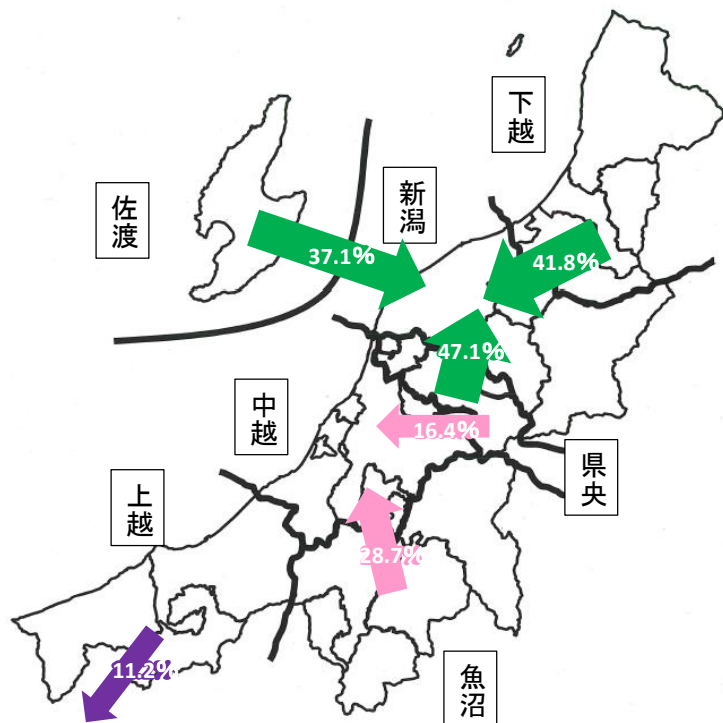 下越
新潟
佐渡
37.1%
41.8%
47.1%
中越
16.4%
県央
上越
28.7%
11.2%
魚沼